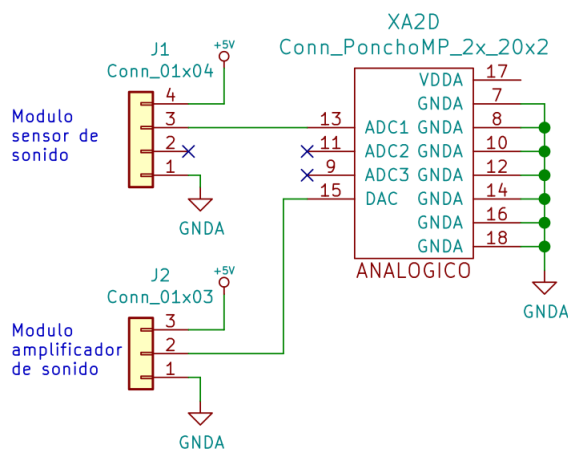 XA2D
Conn_PonchoMP_2x_20x2
J1
Conn_01x04
+5V
Modulo
sensor de
sonido
4
3
2
1
GNDA
13 ADC1
11 ADC2
9 ADC3
15 DAC
VDDA 17
GNDA 7
GNDA 8
GNDA 10
GNDA 12
GNDA 14
GNDA 16
GNDA 18
ANALOGICO
GNDA
J2
Conn_01x03
+5V
Modulo
amplificador
de sonido
3
2
1
GNDA